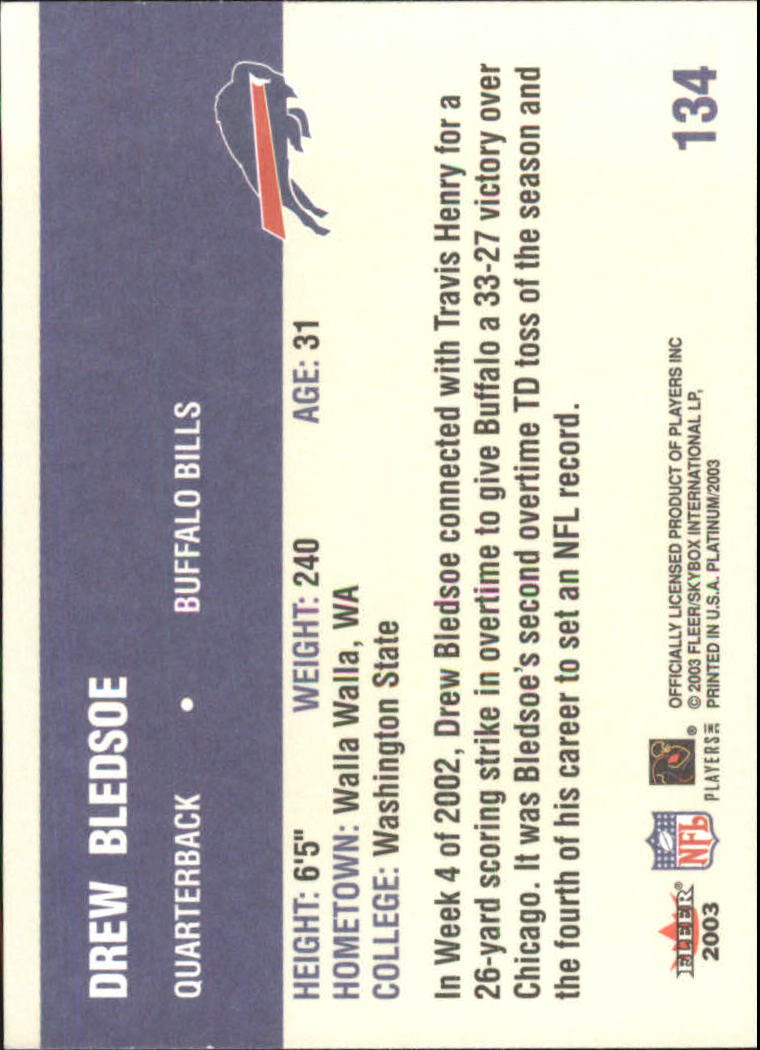 DREW BLEDSOE
QUARTERBACK • BUFFALO BILLS
HEIGHT: 6'5" WEIGHT: 240 AGE: 31
HOMETOWN: Walla Walla, WA
COLLEGE: Washington State
In Week 4 of 2002, Drew Bledsoe connected with Travis Henry for a
26-yard scoring strike in overtime to give Buffalo a 33-27 victory over
Chicago. It was Bledsoe's second overtime TD toss of the season and
the fourth of his career to set an NFL record.
FLEER®
2003
NFL
®
PLAYERS INC
OFFICIALLY LICENSED PRODUCT OF PLAYERS INC
© 2003 FLEER/SKYBOX INTERNATIONAL LP,
PRINTED IN U.S.A. PLATINUM/2003
134